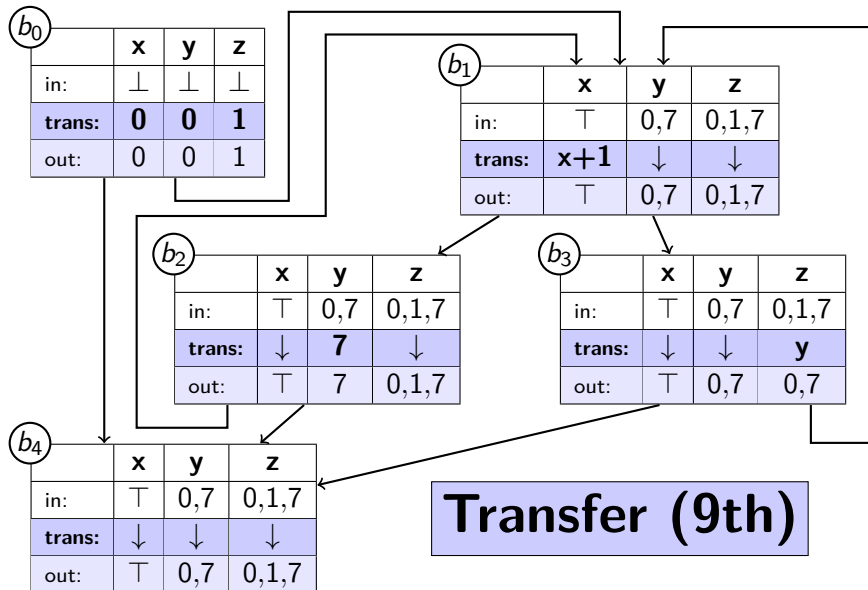 b0
x y z
in: ⊥ ⊥ ⊥
trans: 0 0 1
out: 0 0 1
b1
x y z
in: ⊤ 0,7 0,1,7
trans: x+1 ↓ ↓
out: ⊤ 0,7 0,1,7
b2
x y z
in: ⊤ 0,7 0,1,7
trans: ↓ 7 ↓
out: ⊤ 7 0,1,7
b3
x y z
in: ⊤ 0,7 0,1,7
trans: ↓ ↓ y
out: ⊤ 0,7 0,7
b4
x y z
in: ⊤ 0,7 0,1,7
trans: ↓ ↓ ↓
out: ⊤ 0,7 0,1,7
Transfer (9th)